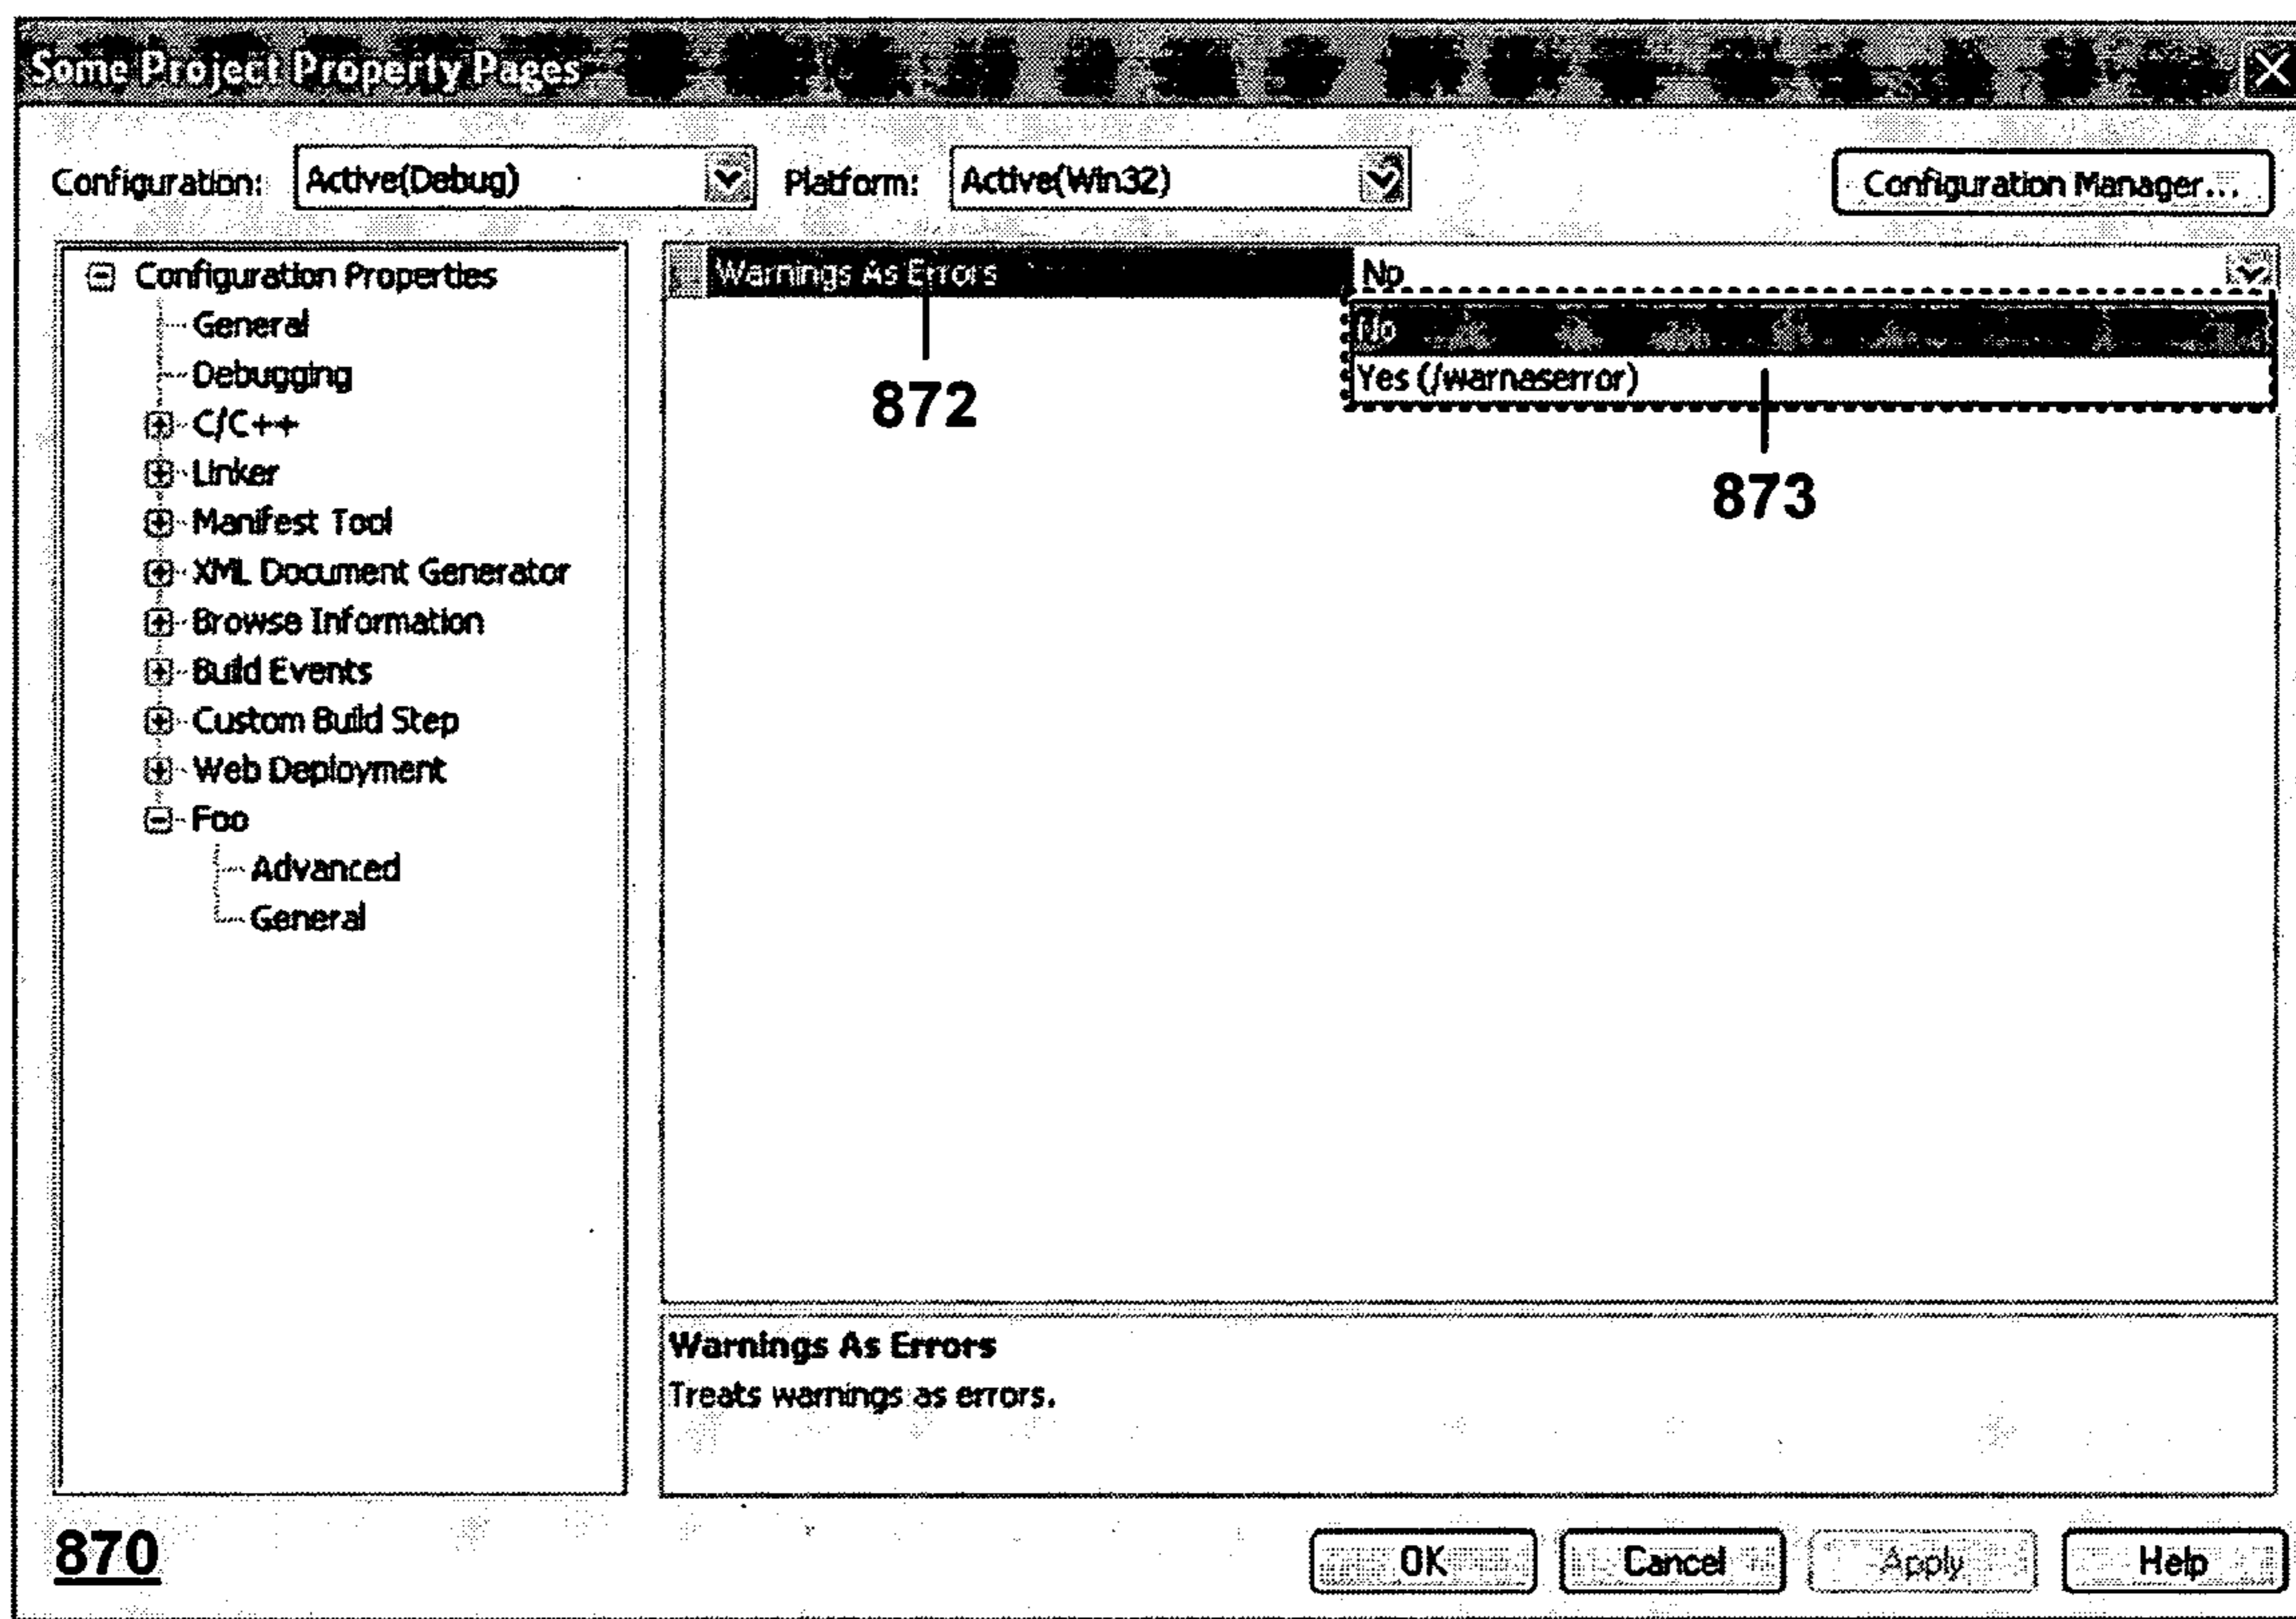 Some Project Property Pages
Configuration: Active(Debug) Platform: Active(Win32) Configuration Manager...
Configuration Properties
General
Debugging
C/C++
Linker
Manifest Tool
XML Document Generator
Browse Information
Build Events
Custom Build Step
Web Deployment
Foo
Advanced
General
Warnings As Errors No
No
Yes (/warnaserror)
872
873
Warnings As Errors
Treats warnings as errors.
870
OK Cancel Apply Help